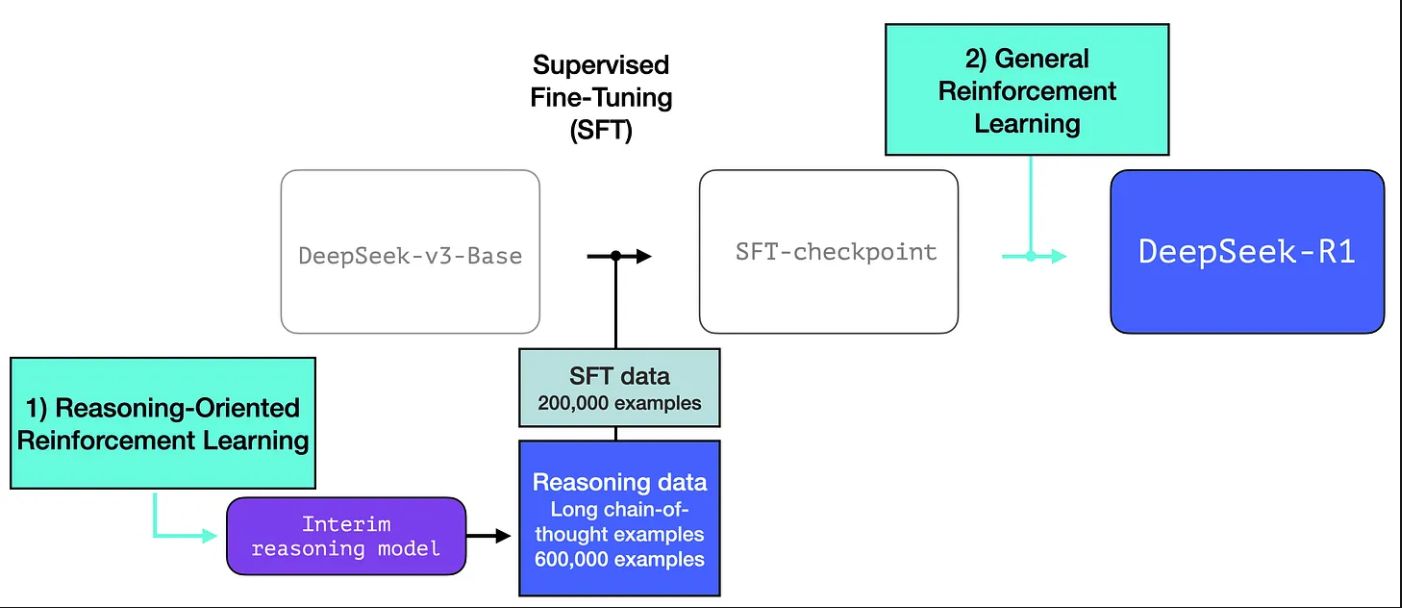 Supervised
Fine-Tuning
(SFT)
2) General
Reinforcement
Learning
DeepSeek-v3-Base
SFT-checkpoint
DeepSeek-R1
1) Reasoning-Oriented
Reinforcement Learning
SFT data
200,000 examples
Interim
reasoning model
Reasoning data
Long chain-of-
thought examples
600,000 examples